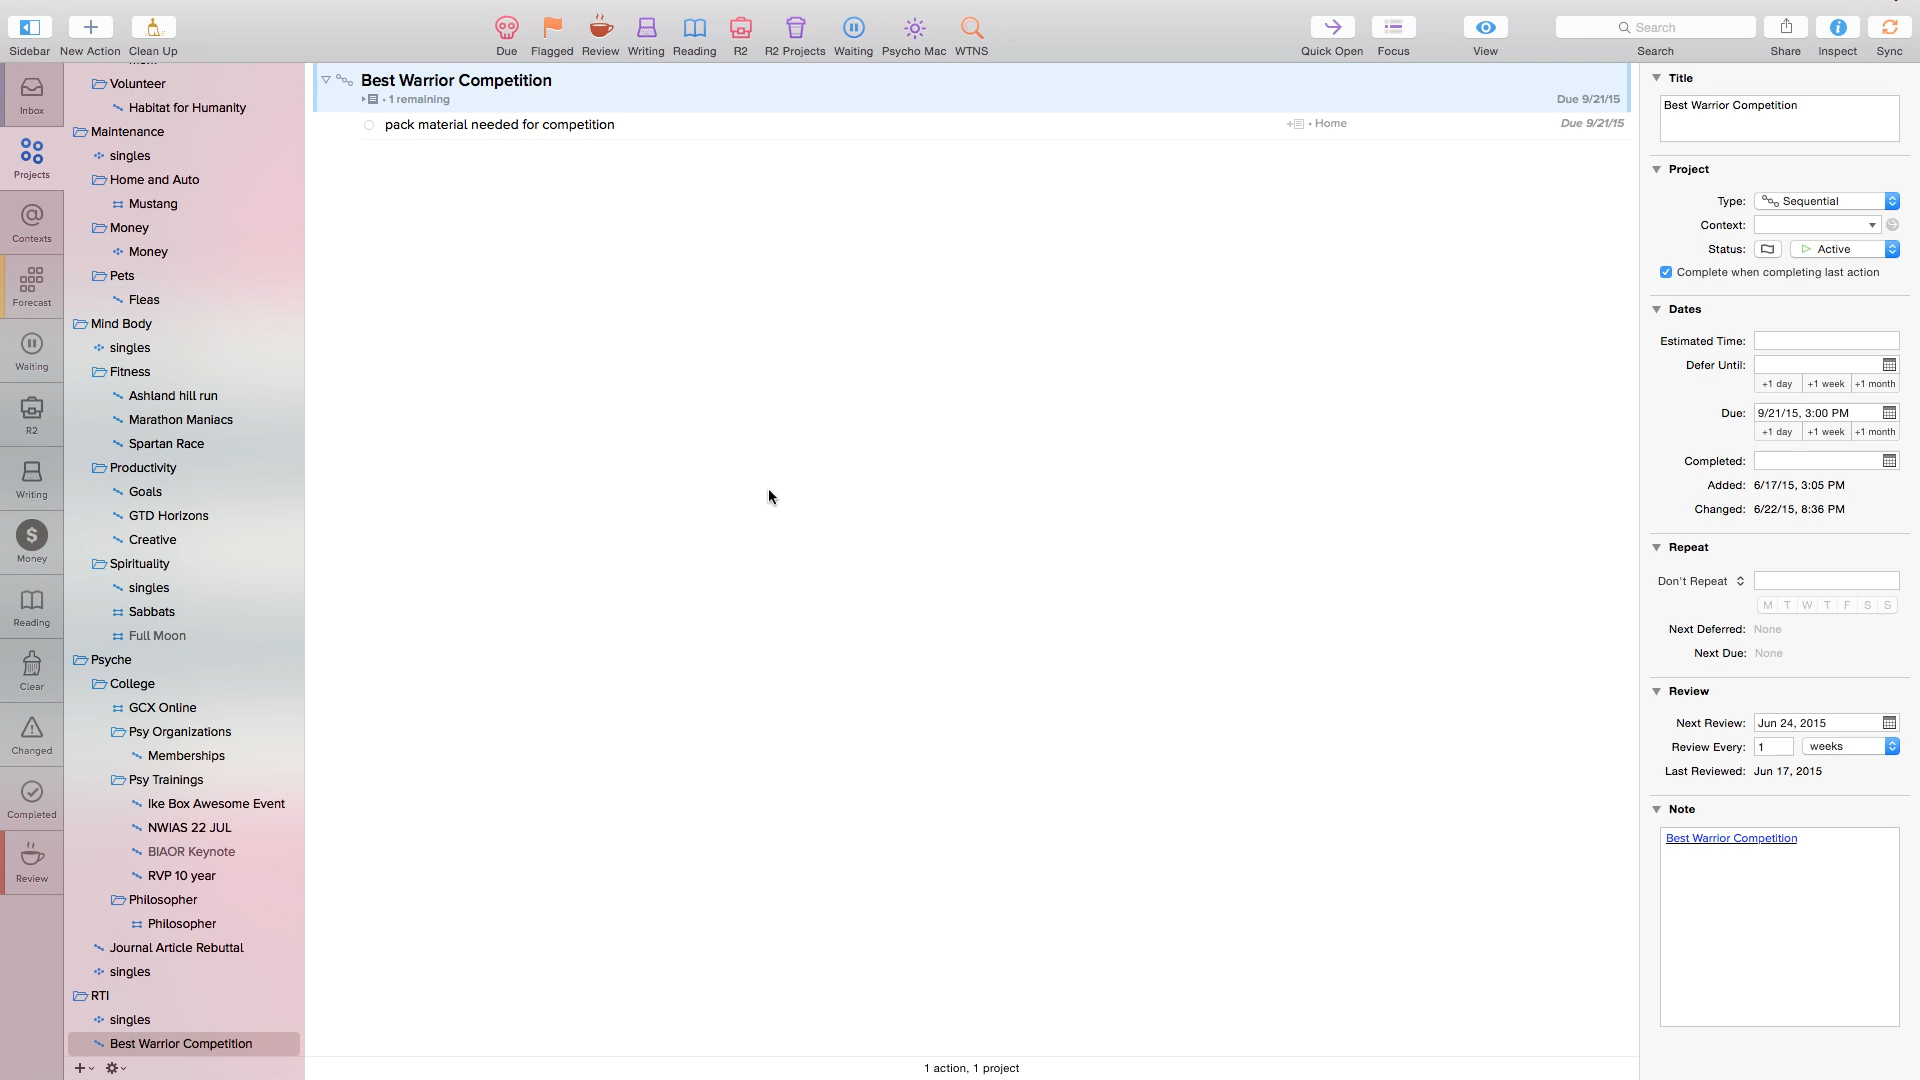 Sidebar
New Action
Clean Up
Due
Flagged
Review
Writing
Reading
R2
R2 Projects
Waiting
Psycho Mac
WTNS
Quick Open
Focus
View
Search
Search
Share
Inspect
Sync
Inbox
Projects
Contexts
Forecast
Waiting
R2
Writing
Money
Reading
Clear
Changed
Completed
Review
Volunteer
Habitat for Humanity
Maintenance
singles
Home and Auto
Mustang
Money
Money
Pets
Fleas
Mind Body
singles
Fitness
Ashland hill run
Marathon Maniacs
Spartan Race
Productivity
Goals
GTD Horizons
Creative
Spirituality
singles
Sabbats
Full Moon
Psyche
College
GCX Online
Psy Organizations
Memberships
Psy Trainings
Ike Box Awesome Event
NWIAS 22 JUL
BIAOR Keynote
RVP 10 year
Philosopher
Philosopher
Journal Article Rebuttal
singles
RTI
singles
Best Warrior Competition
Best Warrior Competition
• 1 remaining
Due 9/21/15
pack material needed for competition
• Home
Due 9/21/15
1 action, 1 project
Title
Best Warrior Competition
Project
Type: Sequential
Context:
Status: Active
Complete when completing last action
Dates
Estimated Time:
Defer Until:
+1 day +1 week +1 month
Due: 9/21/15, 3:00 PM
+1 day +1 week +1 month
Completed:
Added: 6/17/15, 3:05 PM
Changed: 6/22/15, 8:36 PM
Repeat
Don't Repeat
M T W T F S S
Next Deferred: None
Next Due: None
Review
Next Review: Jun 24, 2015
Review Every: 1 weeks
Last Reviewed: Jun 17, 2015
Note
Best Warrior Competition